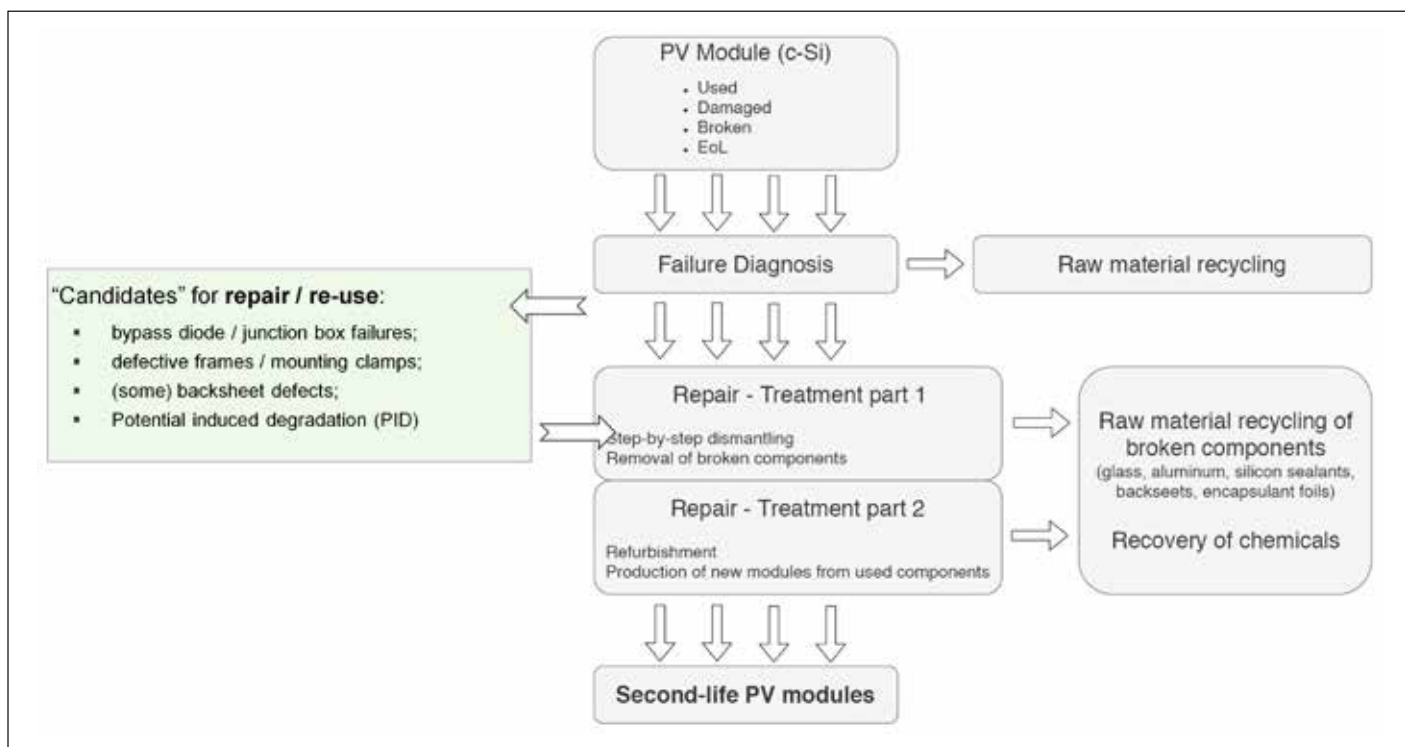 PV Module (c-Si)
• Used
• Damaged
• Broken
• EoL
Failure Diagnosis
Raw material recycling
“Candidates” for repair / re-use:
▪ bypass diode / junction box failures;
▪ defective frames / mounting clamps;
▪ (some) backsheet defects;
▪ Potential induced degradation (PID)
Repair - Treatment part 1
Step-by-step dismantling
Removal of broken components
Raw material recycling of
broken components
(glass, aluminum, silicon sealants,
backseets, encapsulant foils)
Recovery of chemicals
Repair - Treatment part 2
Refurbishment
Production of new modules from used components
Second-life PV modules